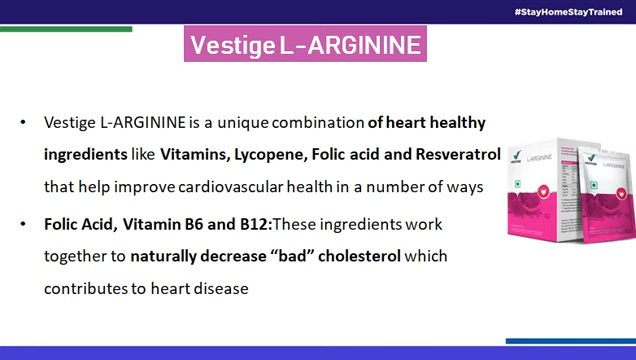 #StayHomeStayTrained
Vestige L-ARGININE
• Vestige L-ARGININE is a unique combination of heart healthy
ingredients like Vitamins, Lycopene, Folic acid and Resveratrol
that help improve cardiovascular health in a number of ways
• Folic Acid, Vitamin B6 and B12:These ingredients work
together to naturally decrease “bad” cholesterol which
contributes to heart disease
L-ARGININE
L-ARGININE